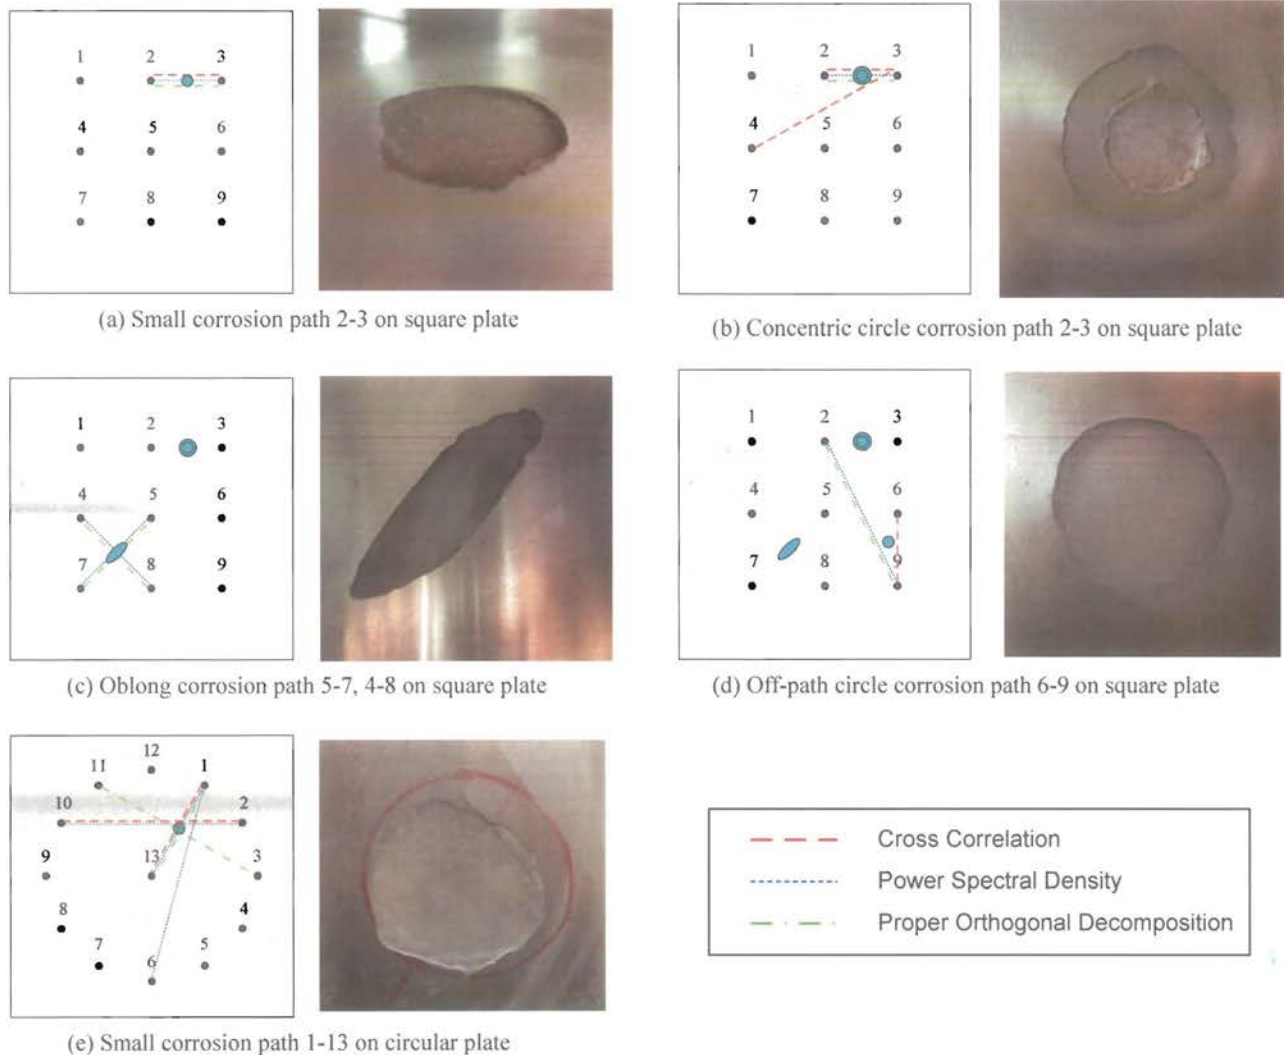 1 2 3
4 5 6
7 8 9
(a) Small corrosion path 2-3 on square plate
1 2 3
4 5 6
7 8 9
(b) Concentric circle corrosion path 2-3 on square plate
1 2 3
4 5 6
7 8 9
(c) Oblong corrosion path 5-7, 4-8 on square plate
1 2 3
4 5 6
7 8 9
(d) Off-path circle corrosion path 6-9 on square plate
12
11 1
10 2
9 13 3
8 4
7 6 5
(e) Small corrosion path 1-13 on circular plate
Cross Correlation
Power Spectral Density
Proper Orthogonal Decomposition